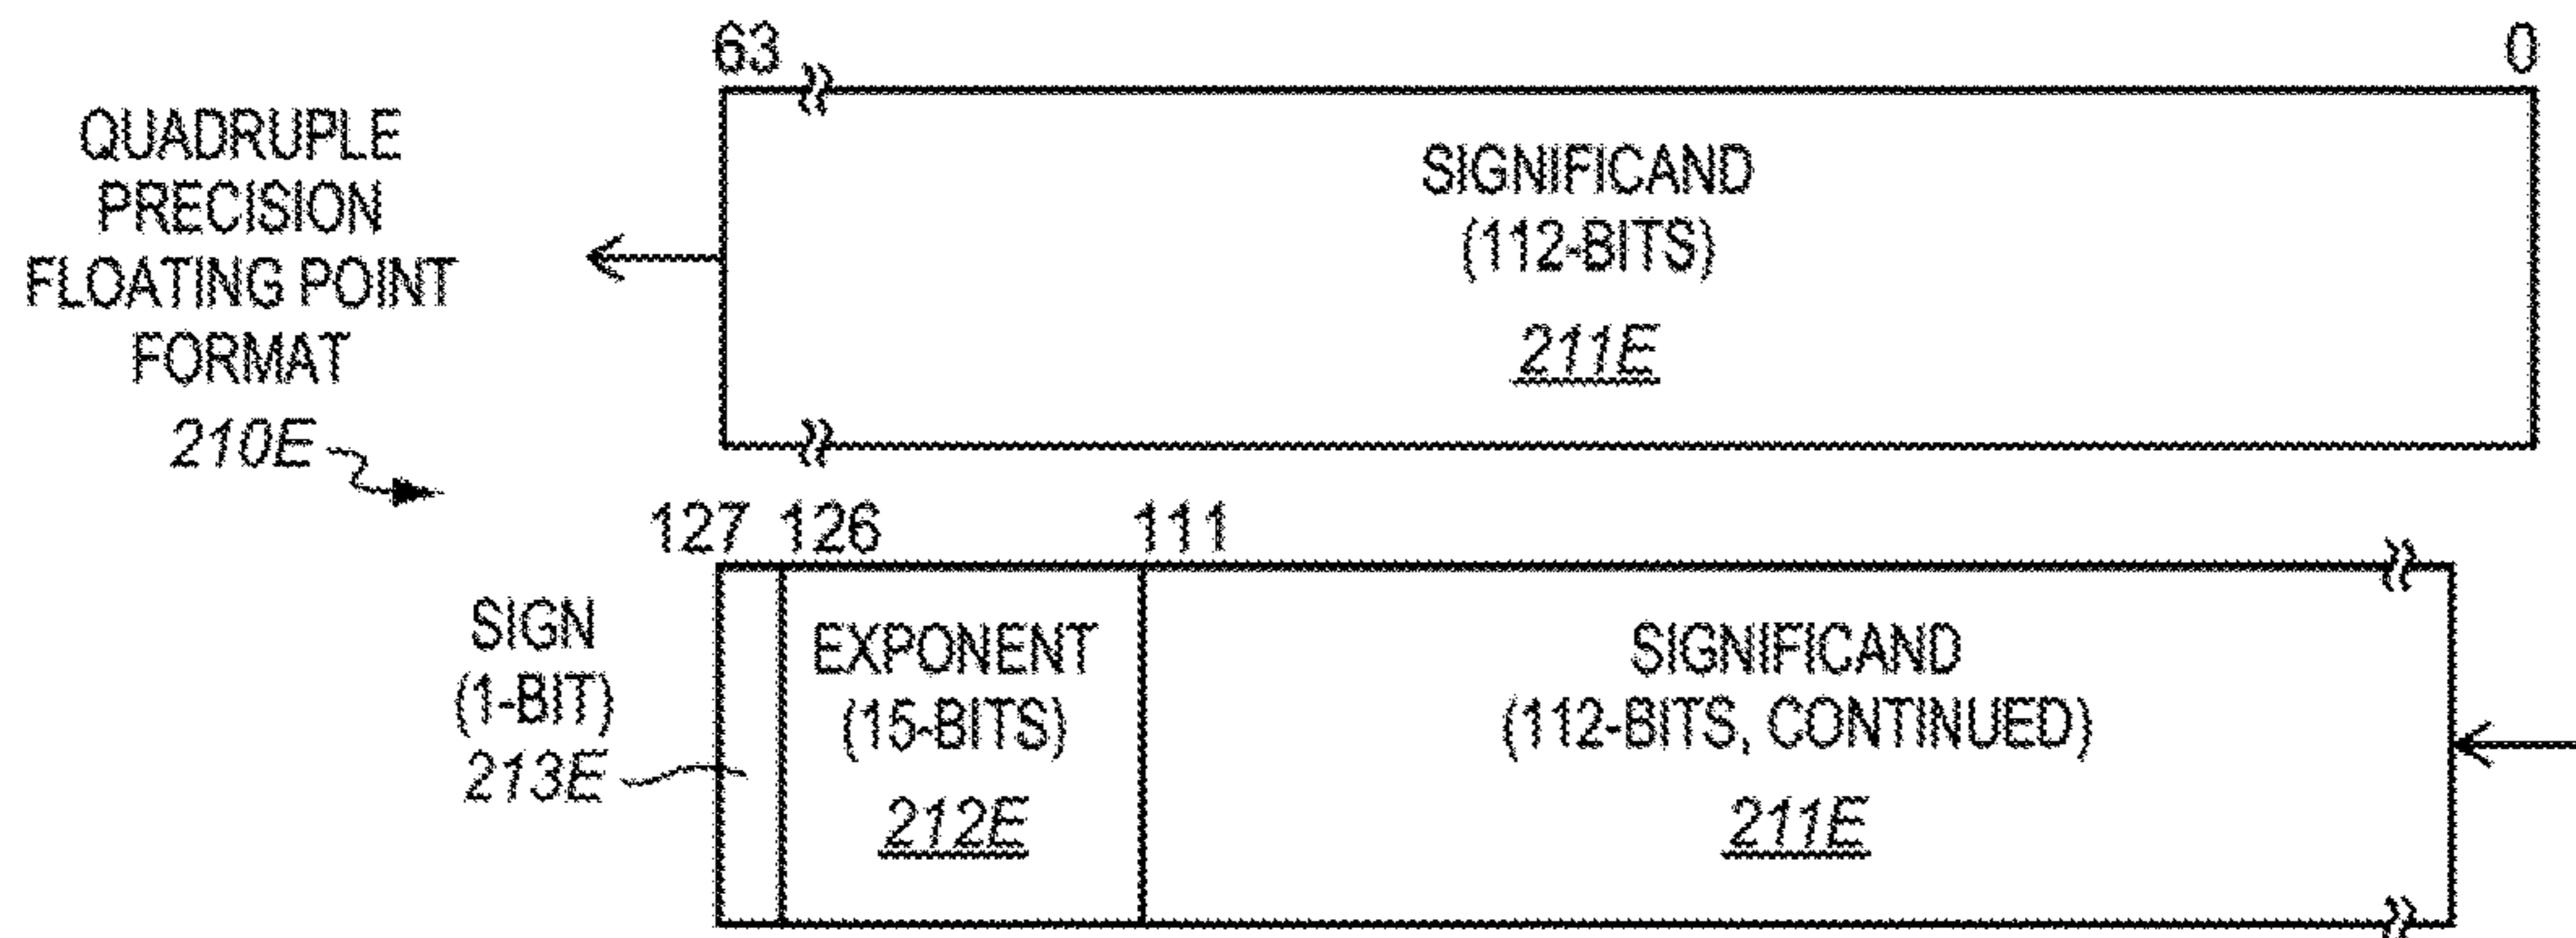 63 0
QUADRUPLE
PRECISION
FLOATING POINT
FORMAT
210E
SIGNIFICAND
(112-BITS)
211E
127 126 111
SIGN
(1-BIT)
213E
EXPONENT
(15-BITS)
212E
SIGNIFICAND
(112-BITS, CONTINUED)
211E